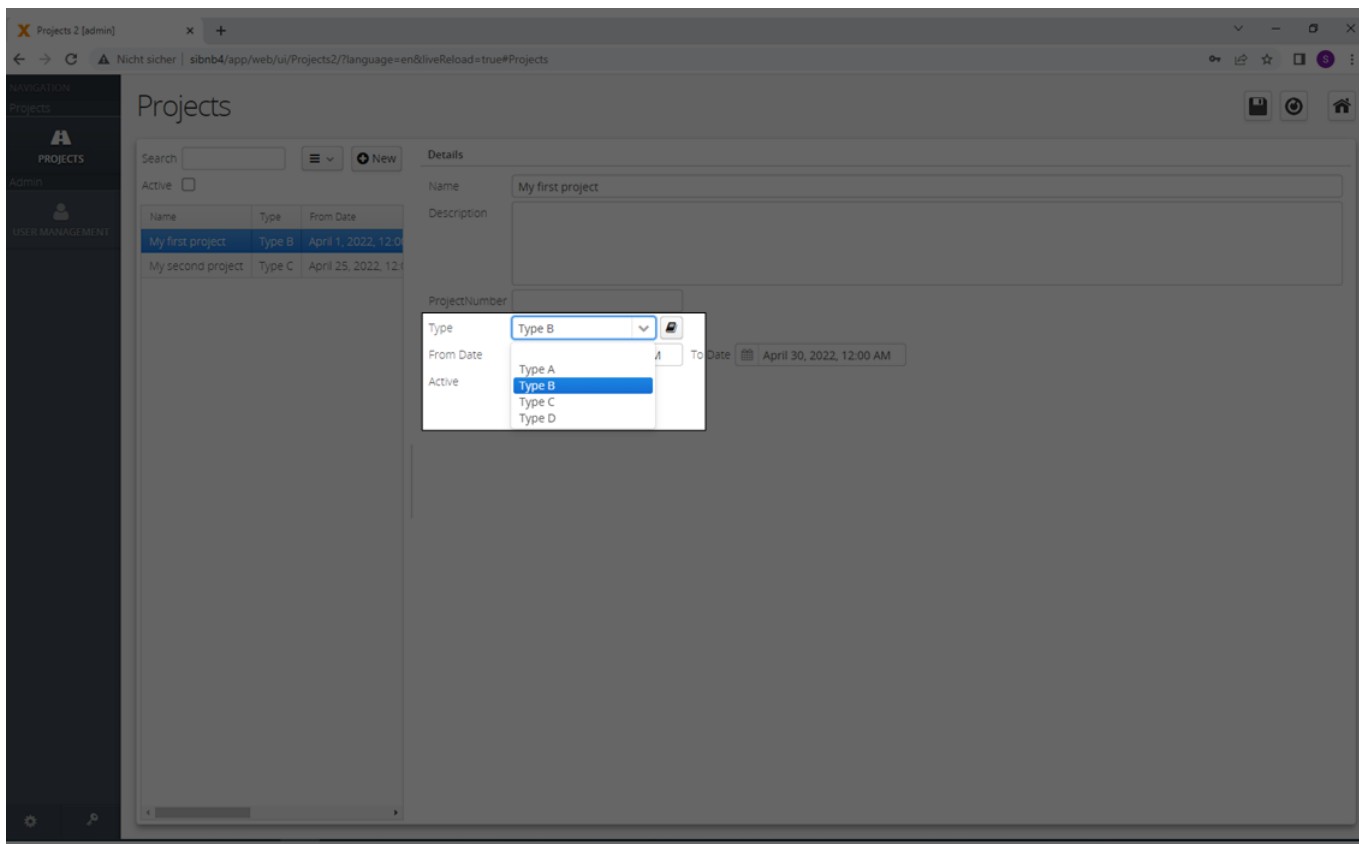 Projects 2 [admin]
Nicht sicher | sibnb4/app/web/ui/Projects2/?language=en&liveReload=true#Projects
S
NAVIGATION
Projects
PROJECTS
Admin
USER MANAGEMENT
Projects
Search
New
Active
Name Type From Date
My first project Type B April 1, 2022, 12:0
My second project Type C April 25, 2022, 12:
Details
Name My first project
Description
ProjectNumber
Type Type B
From Date M To Date April 30, 2022, 12:00 AM
Active
Type A
Type B
Type C
Type D